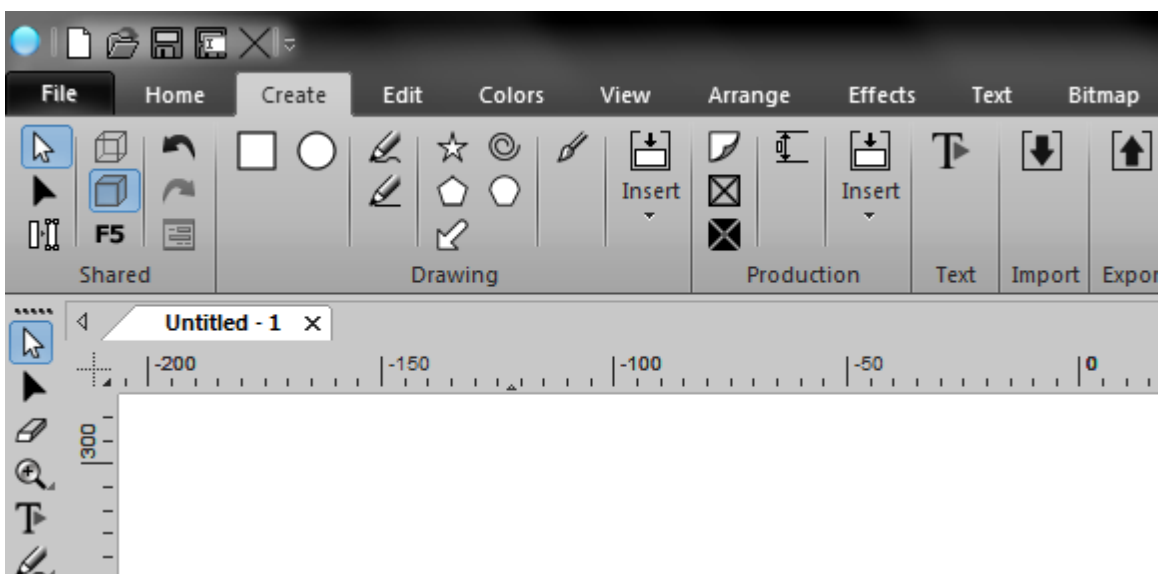 File Home Create Edit Colors View Arrange Effects Text Bitmap
Insert Insert
F5
Shared Drawing Production Text Import Expor
Untitled - 1
-200 -150 -100 -50 0
300